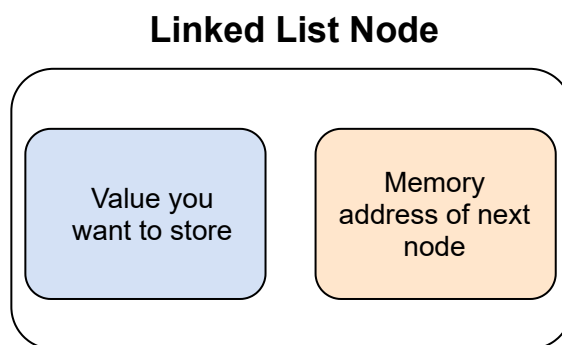 Linked List Node
Value you
want to store
Memory
address of next
node